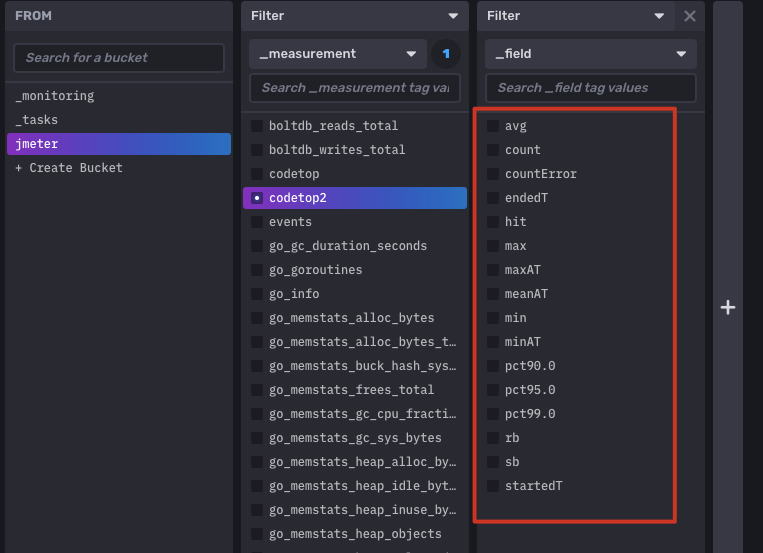 FROM
Search for a bucket
_monitoring
_tasks
jmeter
+ Create Bucket
Filter
_measurement
1
Search _measurement tag val
boltdb_reads_total
boltdb_writes_total
codetop
codetop2
events
go_gc_duration_seconds
go_goroutines
go_info
go_memstats_alloc_bytes
go_memstats_alloc_bytes_t…
go_memstats_buck_hash_sys…
go_memstats_frees_total
go_memstats_gc_cpu_fracti…
go_memstats_gc_sys_bytes
go_memstats_heap_alloc_by…
go_memstats_heap_idle_byt…
go_memstats_heap_inuse_by…
go_memstats_heap_objects
Filter
_field
Search _field tag values
avg
count
countError
endedT
hit
max
maxAT
meanAT
min
minAT
pct90.0
pct95.0
pct99.0
rb
sb
startedT